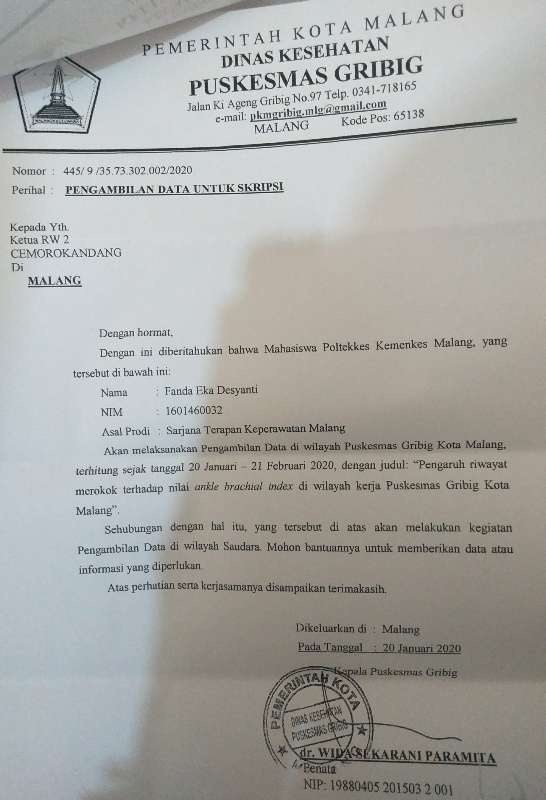 PEMERINTAH KOTA MALANG
DINAS KESEHATAN
PUSKESMAS GRIBIG
Jalan Ki Ageng Gribig No.97 Telp. 0341-718165
e-mail: pkmgribig.mlg@gmail.com
MALANG Kode Pos: 65138
Nomor : 445/ 9 /35.73.302.002/2020
Perihal : PENGAMBILAN DATA UNTUK SKRIPSI
Kepada Yth.
Ketua RW 2
CEMOROKANDANG
Di
MALANG
Dengan hormat,
Dengan ini diberitahukan bahwa Mahasiswa Poltekkes Kemenkes Malang, yang
tersebut di bawah ini:
Nama : Fanda Eka Desyanti
NIM : 1601460032
Asal Prodi : Sarjana Terapan Keperawatan Malang
Akan melaksanakan Pengambilan Data di wilayah Puskesmas Gribig Kota Malang,
terhitung sejak tanggal 20 Januari – 21 Februari 2020, dengan judul: “Pengaruh riwayat
merokok terhadap nilai ankle brachial index di wilayah kerja Puskesmas Gribig Kota
Malang”.
Sehubungan dengan hal itu, yang tersebut di atas akan melakukan kegiatan
Pengambilan Data di wilayah Saudara. Mohon bantuannya untuk memberikan data atau
informasi yang diperlukan.
Atas perhatian serta kerjasamanya disampaikan terimakasih.
Dikeluarkan di : Malang
Pada Tanggal : 20 Januari 2020
Kepala Puskesmas Gribig
PEMERINTAH KOTA
DINAS KESEHATAN
PUSKESMAS GRIBIG
dr. WIDA SEKARANI PARAMITA
Penata
NIP: 19880405 201503 2 001